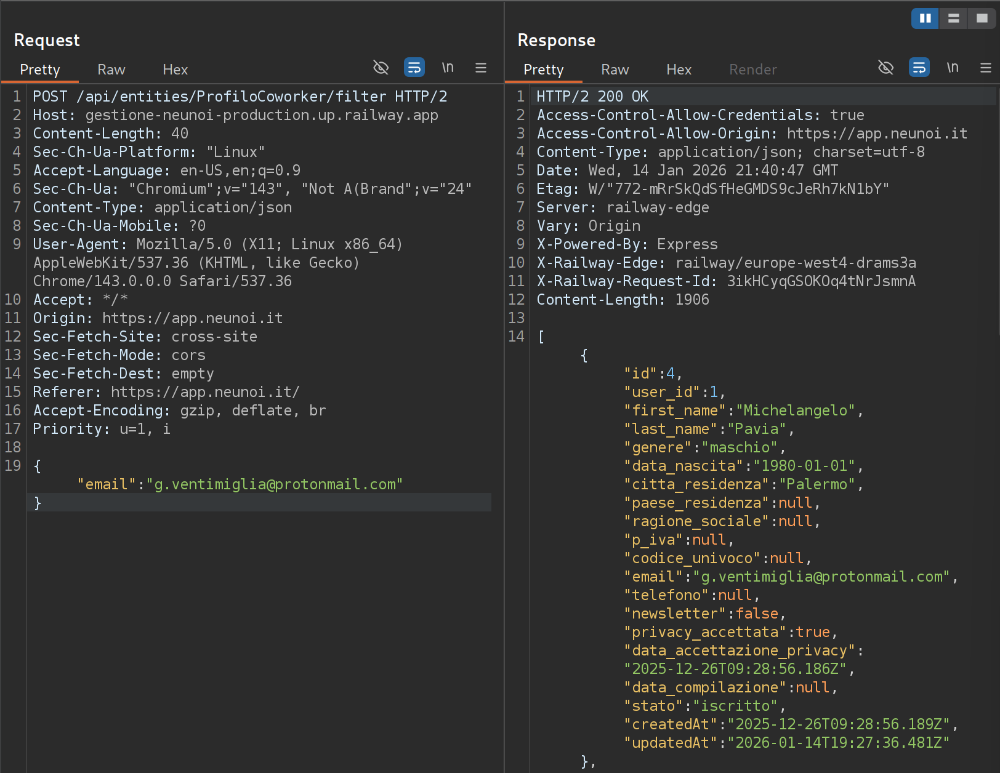 Request
Pretty Raw Hex \n
1 POST /api/entities/ProfiloCoworker/filter HTTP/2
2 Host: gestione-neunoi-production.up.railway.app
3 Content-Length: 40
4 Sec-Ch-Ua-Platform: "Linux"
5 Accept-Language: en-US,en;q=0.9
6 Sec-Ch-Ua: "Chromium";v="143", "Not A(Brand";v="24"
7 Content-Type: application/json
8 Sec-Ch-Ua-Mobile: ?0
9 User-Agent: Mozilla/5.0 (X11; Linux x86_64)
AppleWebKit/537.36 (KHTML, like Gecko)
Chrome/143.0.0.0 Safari/537.36
10 Accept: */*
11 Origin: https://app.neunoi.it
12 Sec-Fetch-Site: cross-site
13 Sec-Fetch-Mode: cors
14 Sec-Fetch-Dest: empty
15 Referer: https://app.neunoi.it/
16 Accept-Encoding: gzip, deflate, br
17 Priority: u=1, i
18
19 {
"email":"g.ventimiglia@protonmail.com"
}
Response
Pretty Raw Hex Render \n
1 HTTP/2 200 OK
2 Access-Control-Allow-Credentials: true
3 Access-Control-Allow-Origin: https://app.neunoi.it
4 Content-Type: application/json; charset=utf-8
5 Date: Wed, 14 Jan 2026 21:40:47 GMT
6 Etag: W/"772-mRrSkQdSfHeGMDS9cJeRh7kN1bY"
7 Server: railway-edge
8 Vary: Origin
9 X-Powered-By: Express
10 X-Railway-Edge: railway/europe-west4-drams3a
11 X-Railway-Request-Id: 3ikHCyqGSOKOq4tNrJsmnA
12 Content-Length: 1906
13
14 [
{
"id":4,
"user_id":1,
"first_name":"Michelangelo",
"last_name":"Pavia",
"genere":"maschio",
"data_nascita":"1980-01-01",
"citta_residenza":"Palermo",
"paese_residenza":null,
"ragione_sociale":null,
"p_iva":null,
"codice_univoco":null,
"email":"g.ventimiglia@protonmail.com",
"telefono":null,
"newsletter":false,
"privacy_accettata":true,
"data_accettazione_privacy":
"2025-12-26T09:28:56.186Z",
"data_compilazione":null,
"stato":"iscritto",
"createdAt":"2025-12-26T09:28:56.189Z",
"updatedAt":"2026-01-14T19:27:36.481Z"
},